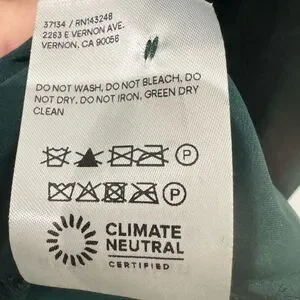 37134 / RN143248
2263 E VERNON AVE.
VERNON, CA 90058
DO NOT WASH, DO NOT BLEACH, DO
NOT DRY. DO NOT IRON, GREEN DRY
CLEAN
P
P
CLIMATE
NEUTRAL
CERTIFIED